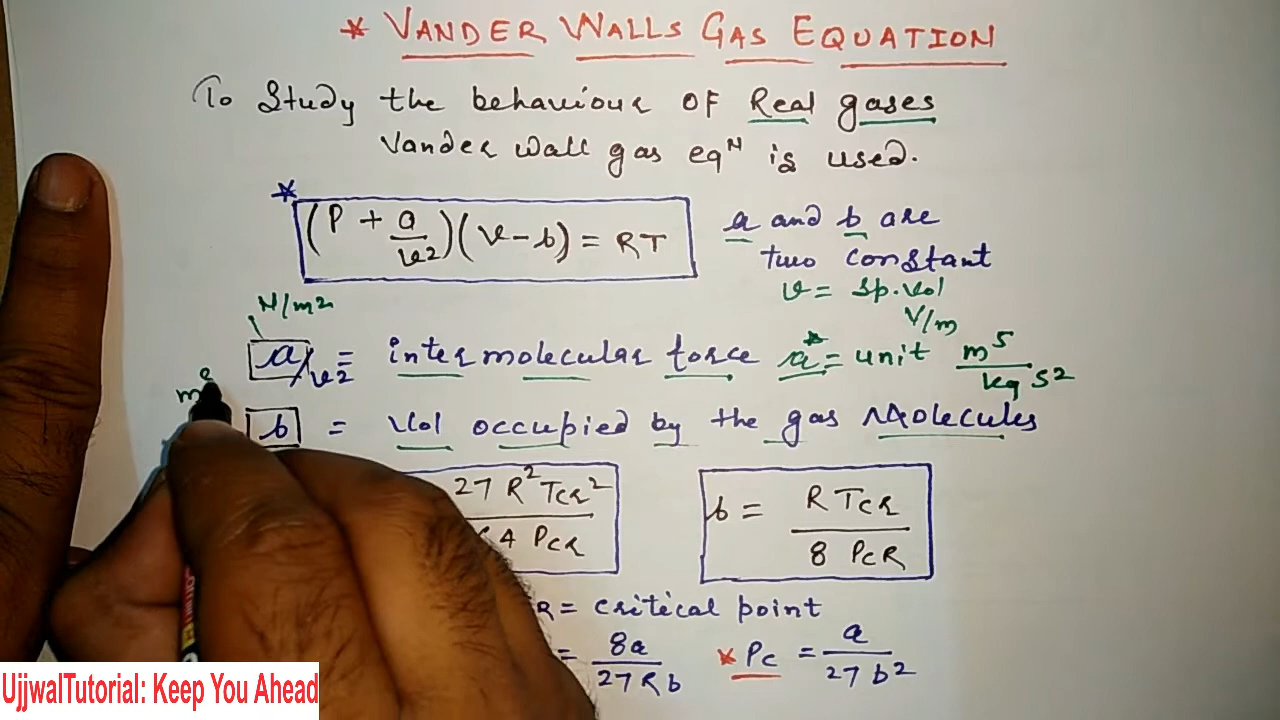 * VANDER WALLS GAS EQUATION
To Study the behaviour OF Real gases
Vander wall gas eqⁿ is used.
* (P + a/v²)(v - b) = RT
a and b are
two constant
v = sp. vol
V/m
N/m²
a/v² = inter molecular force
* a = unit m⁵/kg s²
b = Vol occupied by the gas Molecules
27 R² Tcr² / 4 Pcr
b = R Tcr / 8 PcR
R = critical point
= 8a / 27 R b
* Pc = a / 27 b²
UjjwalTutorial: Keep You Ahead